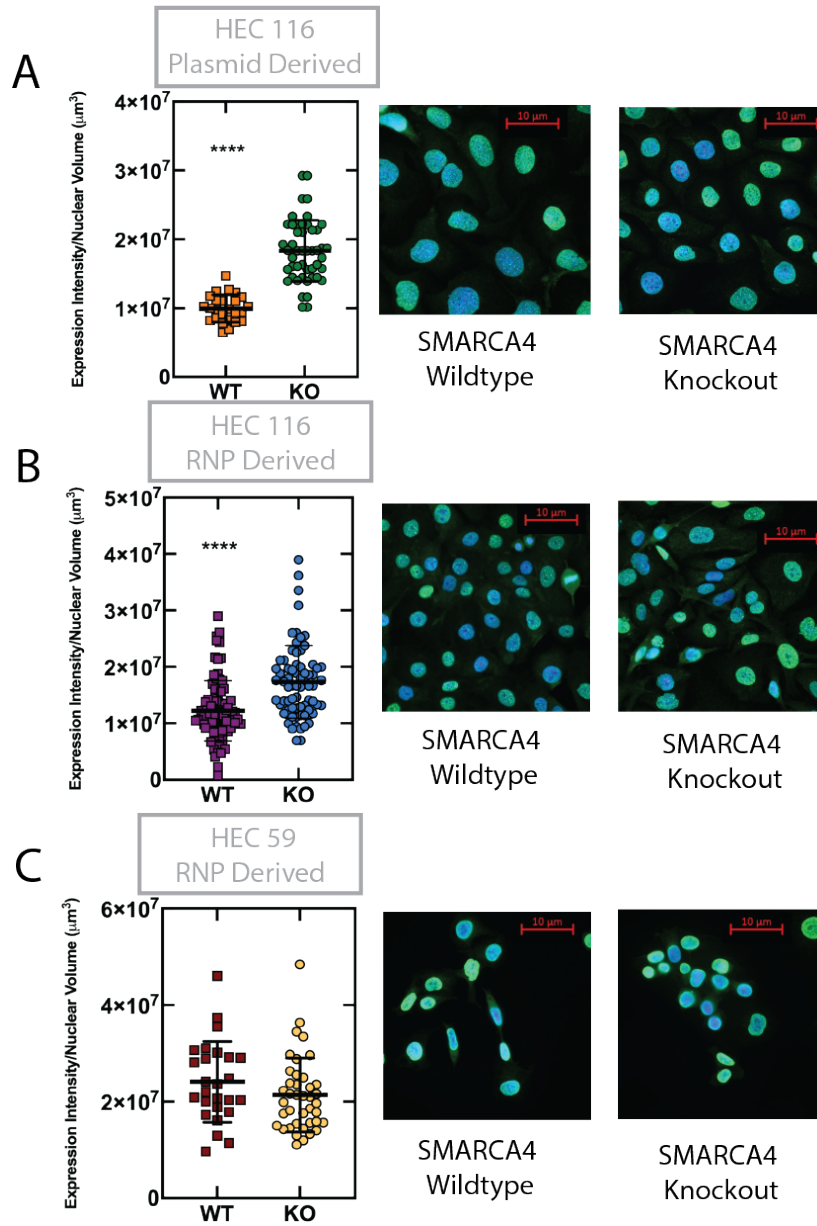 HEC 116
Plasmid Derived
A
Expression Intensity/Nuclear Volume (μm³)
4×10⁷
3×10⁷
2×10⁷
1×10⁷
0
****
WT KO
10 μm
10 μm
SMARCA4
Wildtype
SMARCA4
Knockout
HEC 116
RNP Derived
B
Expression Intensity/Nuclear Volume (μm³)
5×10⁷
4×10⁷
3×10⁷
2×10⁷
1×10⁷
0
****
WT KO
10 μm
10 μm
SMARCA4
Wildtype
SMARCA4
Knockout
HEC 59
RNP Derived
C
Expression Intensity/Nuclear Volume (μm³)
6×10⁷
4×10⁷
2×10⁷
0
WT KO
10 μm
10 μm
SMARCA4
Wildtype
SMARCA4
Knockout